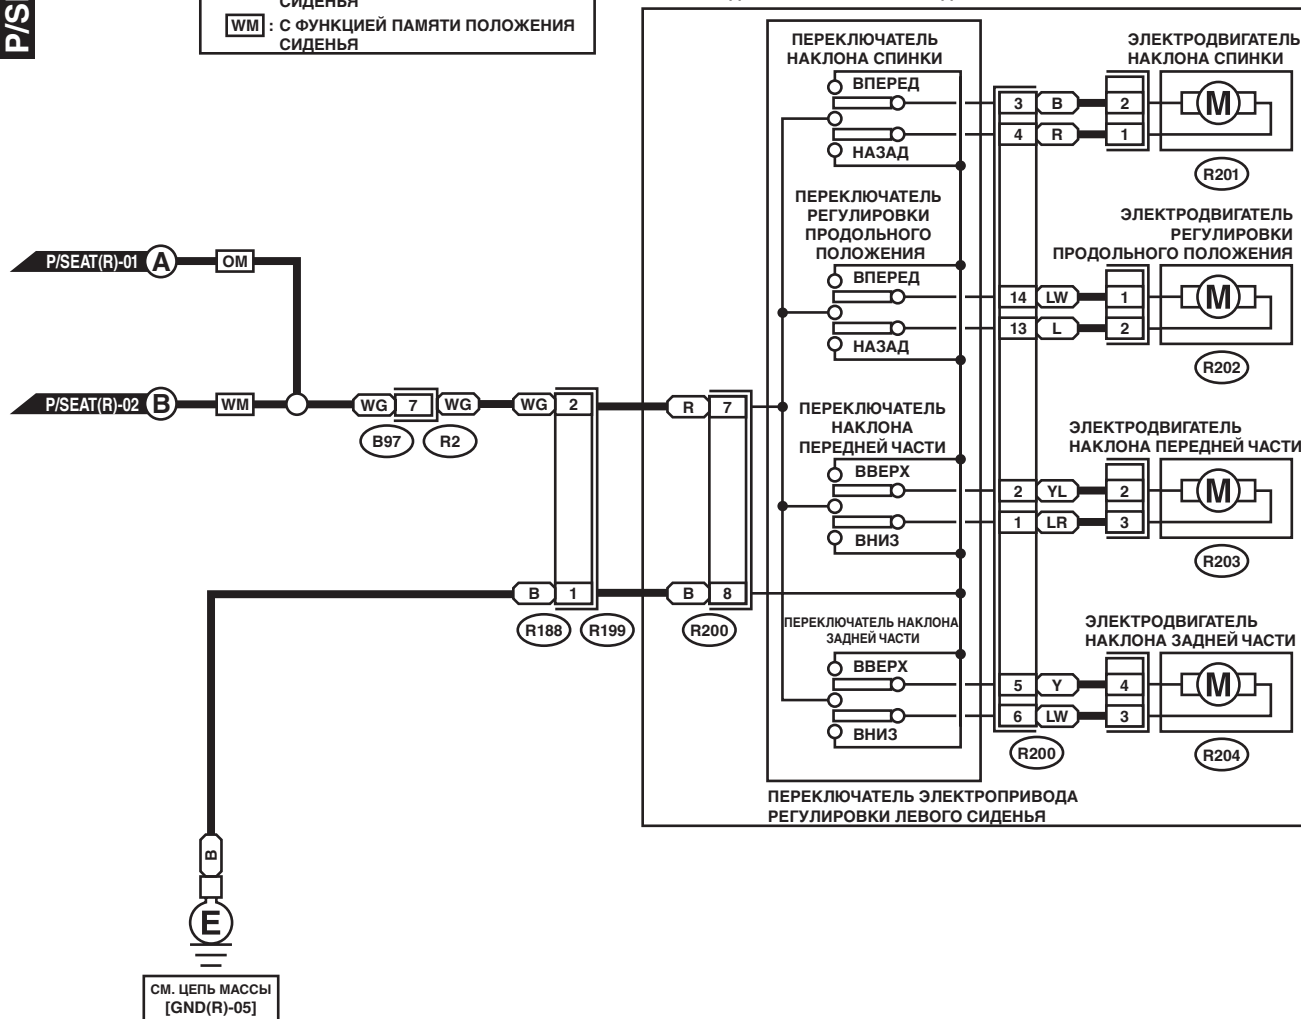 P/SE
СИДЕНЬЯ
WM : С ФУНКЦИЕЙ ПАМЯТИ ПОЛОЖЕНИЯ
СИДЕНЬЯ
ПЕРЕКЛЮЧАТЕЛЬ
НАКЛОНА СПИНКИ
ВПЕРЕД
НАЗАД
3 B 2
4 R 1
ЭЛЕКТРОДВИГАТЕЛЬ
НАКЛОНА СПИНКИ
M
R201
ПЕРЕКЛЮЧАТЕЛЬ
РЕГУЛИРОВКИ
ПРОДОЛЬНОГО
ПОЛОЖЕНИЯ
ВПЕРЕД
НАЗАД
14 LW 1
13 L 2
ЭЛЕКТРОДВИГАТЕЛЬ
РЕГУЛИРОВКИ
ПРОДОЛЬНОГО ПОЛОЖЕНИЯ
M
R202
P/SEAT(R)-01 A OM
P/SEAT(R)-02 B WM
WG 7 WG
B97 R2
WG 2
R 7
ПЕРЕКЛЮЧАТЕЛЬ
НАКЛОНА
ПЕРЕДНЕЙ ЧАСТИ
ВВЕРХ
ВНИЗ
2 YL 2
1 LR 3
ЭЛЕКТРОДВИГАТЕЛЬ
НАКЛОНА ПЕРЕДНЕЙ ЧАСТИ
M
R203
B 1
B 8
R188 R199 R200
ПЕРЕКЛЮЧАТЕЛЬ НАКЛОНА
ЗАДНЕЙ ЧАСТИ
ВВЕРХ
ВНИЗ
5 Y 4
6 LW 3
R200
ЭЛЕКТРОДВИГАТЕЛЬ
НАКЛОНА ЗАДНЕЙ ЧАСТИ
M
R204
ПЕРЕКЛЮЧАТЕЛЬ ЭЛЕКТРОПРИВОДА
РЕГУЛИРОВКИ ЛЕВОГО СИДЕНЬЯ
B
E
СМ. ЦЕПЬ МАССЫ
[GND(R)-05]